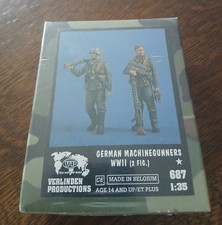 GERMAN MACHINEGUNNERS
WWII (2 FIG.)
VERLINDEN
PRODUCTIONS
CE MADE IN BELGIUM
AGE 14 AND UP/ET PLUS
687
1:35